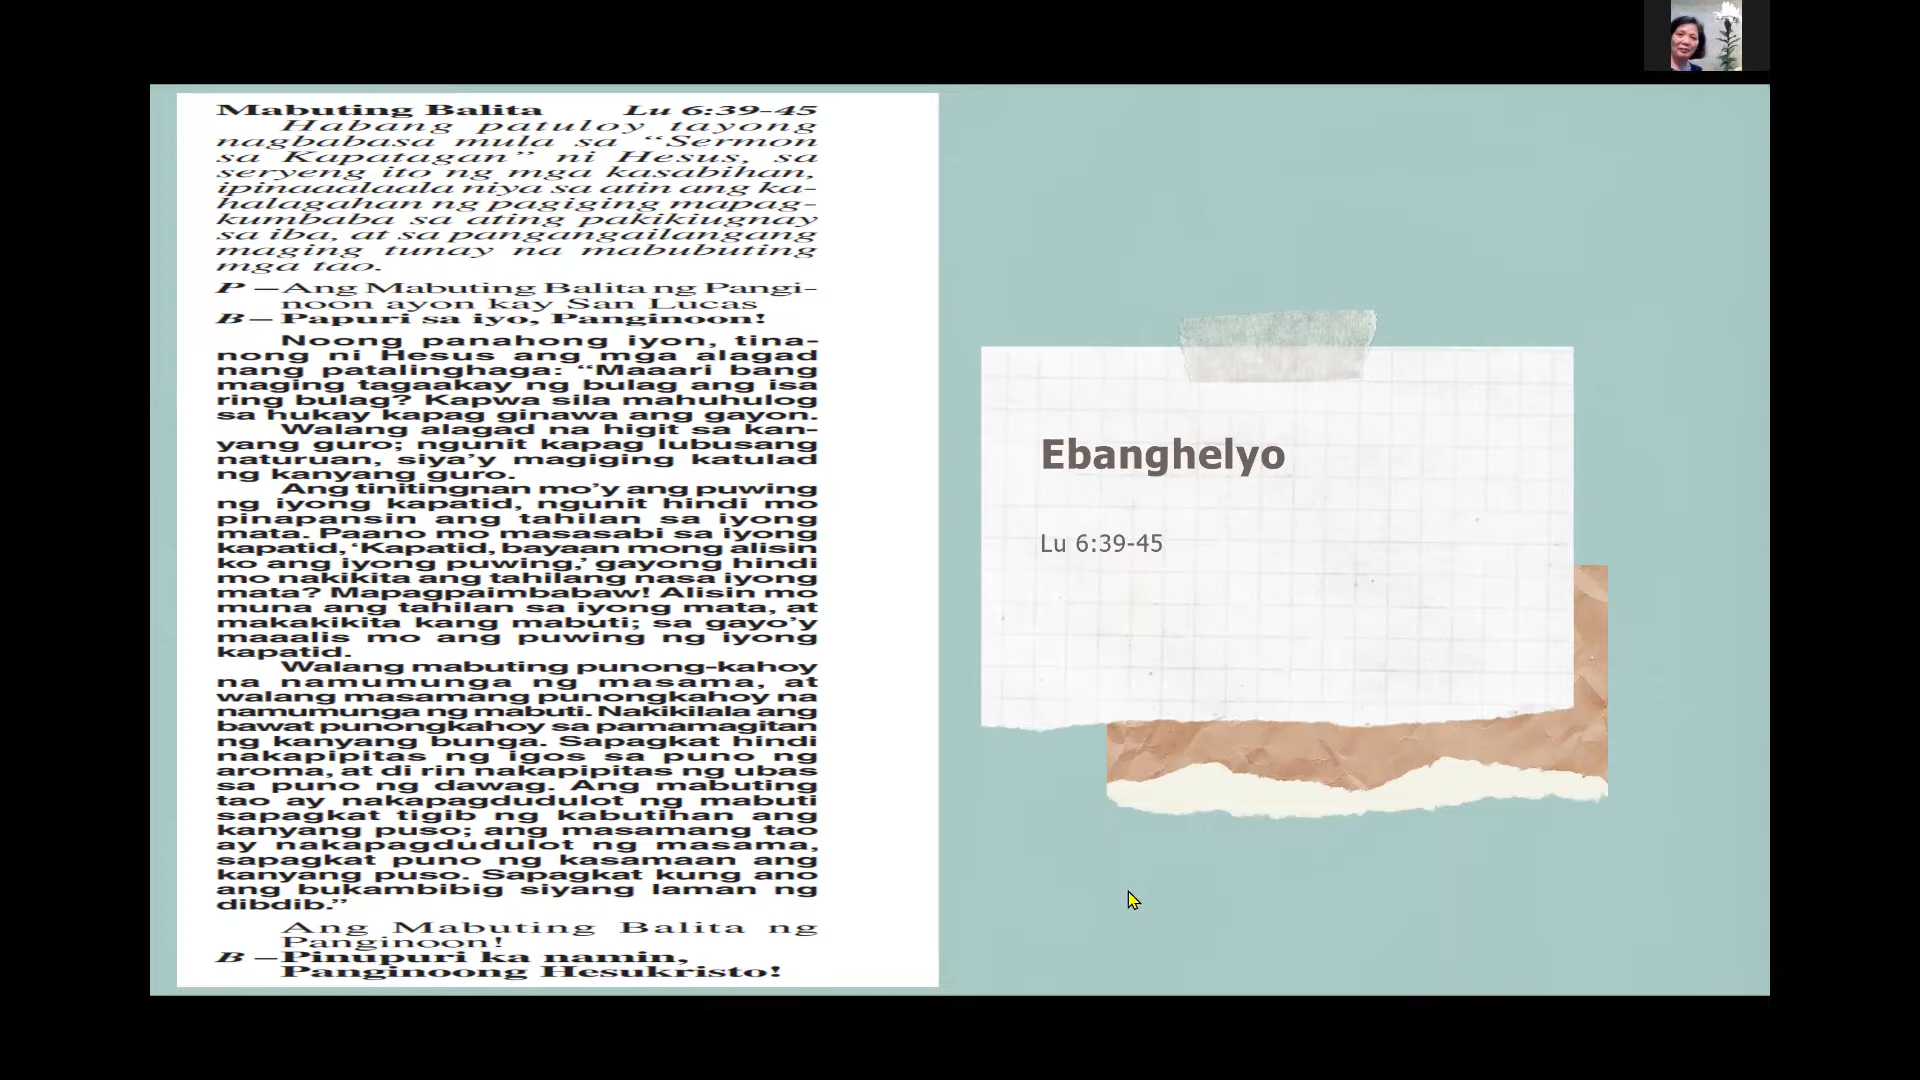 Mabuting Balita Lu 6:39-45
Habang patuloy tayong
nagbabasa mula sa “Sermon
sa Kapatagan” ni Hesus, sa
seryeng ito ng mga kasabihan,
ipinaaalaala niya sa atin ang ka-
halagahan ng pagiging mapag-
kumbaba sa ating pakikiugnay
sa iba, at sa pangangailangang
maging tunay na mabubuting
mga tao.
P – Ang Mabuting Balita ng Pangi-
noon ayon kay San Lucas
B – Papuri sa iyo, Panginoon!
Noong panahong iyon, tina-
nong ni Hesus ang mga alagad
nang patalinghaga: “Maaari bang
maging tagaakay ng bulag ang isa
ring bulag? Kapwa sila mahuhulog
sa hukay kapag ginawa ang gayon.
Walang alagad na higit sa kan-
yang guro; ngunit kapag lubusang
naturuan, siya’y magiging katulad
ng kanyang guro.
Ang tinitingnan mo’y ang puwing
ng iyong kapatid, ngunit hindi mo
pinapansin ang tahilan sa iyong
mata. Paano mo masasabi sa iyong
kapatid, ‘Kapatid, bayaan mong alisin
ko ang iyong puwing,’ gayong hindi
mo nakikita ang tahilang nasa iyong
mata? Mapagpaimbabaw! Alisin mo
muna ang tahilan sa iyong mata, at
makakikita kang mabuti; sa gayo’y
maaalis mo ang puwing ng iyong
kapatid.
Walang mabuting punong-kahoy
na namumunga ng masama, at
walang masamang punongkahoy na
namumunga ng mabuti. Nakikilala ang
bawat punongkahoy sa pamamagitan
ng kanyang bunga. Sapagkat hindi
nakapipitas ng igos sa puno ng
aroma, at di rin nakapipitas ng ubas
sa puno ng dawag. Ang mabuting
tao ay nakapagdudulot ng mabuti
sapagkat tigib ng kabutihan ang
kanyang puso; ang masamang tao
ay nakapagdudulot ng masama,
sapagkat puno ng kasamaan ang
kanyang puso. Sapagkat kung ano
ang bukambibig siyang laman ng
dibdib.”
Ang Mabuting Balita ng
Panginoon!
B – Pinupuri ka namin,
Panginoong Hesukristo!
Ebanghelyo
Lu 6:39-45